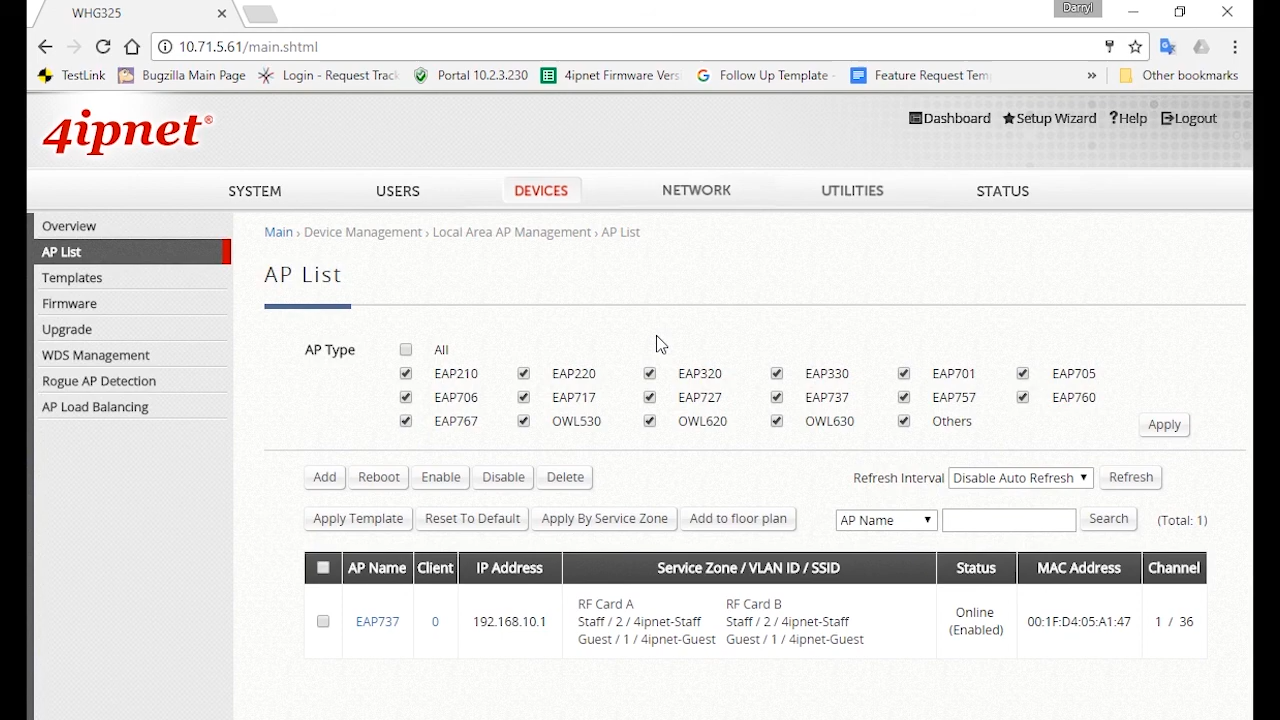 WHG325
Darryl
10.71.5.61/main.shtml
TestLink Bugzilla Main Page Login - Request Track Portal 10.2.3.230 4ipnet Firmware Vers Follow Up Template - Feature Request Tem » Other bookmarks
4ipnet®
Dashboard Setup Wizard ?Help Logout
SYSTEM USERS DEVICES NETWORK UTILITIES STATUS
Overview
AP List
Templates
Firmware
Upgrade
WDS Management
Rogue AP Detection
AP Load Balancing
Main › Device Management › Local Area AP Management › AP List
AP List
AP Type All
EAP210 EAP220 EAP320 EAP330 EAP701 EAP705
EAP706 EAP717 EAP727 EAP737 EAP757 EAP760
EAP767 OWL530 OWL620 OWL630 Others
Apply
Add Reboot Enable Disable Delete Refresh Interval Disable Auto Refresh Refresh
Apply Template Reset To Default Apply By Service Zone Add to floor plan AP Name Search (Total: 1)
AP Name Client IP Address Service Zone / VLAN ID / SSID Status MAC Address Channel
RF Card A RF Card B
EAP737 0 192.168.10.1 Staff / 2 / 4ipnet-Staff Staff / 2 / 4ipnet-Staff Online 00:1F:D4:05:A1:47 1 / 36
Guest / 1 / 4ipnet-Guest Guest / 1 / 4ipnet-Guest (Enabled)